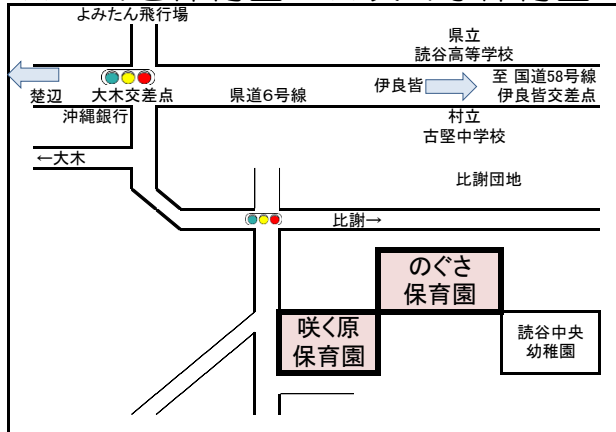 よみたん飛行場
県立
読谷高等学校
楚辺
大木交差点
県道6号線
伊良皆
至 国道58号線
伊良皆交差点
沖縄銀行
村立
古堅中学校
←大木
比謝団地
比謝→
のぐさ
保育園
咲く原
保育園
読谷中央
幼稚園